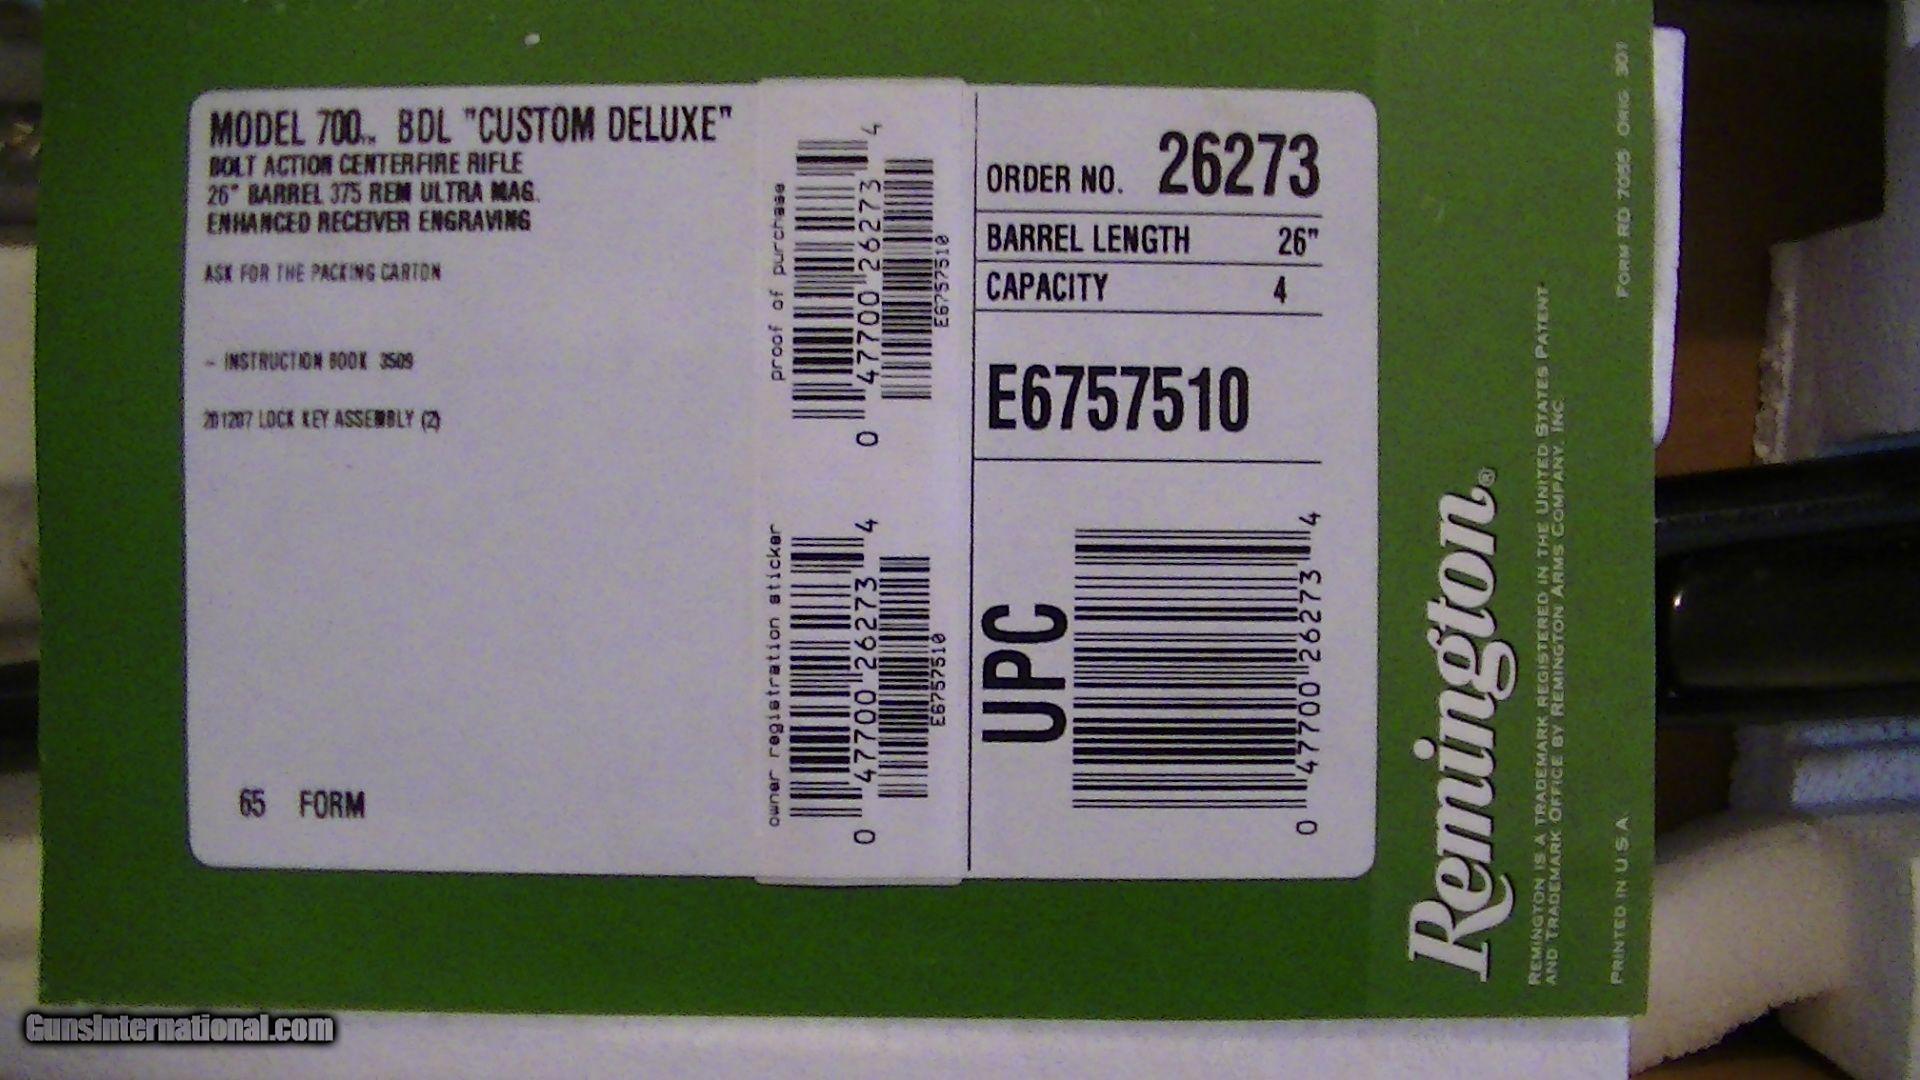 MODEL 700™ BDL "CUSTOM DELUXE"
BOLT ACTION CENTERFIRE RIFLE
26" BARREL 375 REM ULTRA MAG.
ENHANCED RECEIVER ENGRAVING
ASK FOR THE PACKING CARTON
- INSTRUCTION BOOK 3509
201207 LOCK KEY ASSEMBLY (2)
65 FORM
proof of purchase
0 47700 26273 4
E6757510
owner registration sticker
0 47700 26273 4
E6757510
ORDER NO. 26273
BARREL LENGTH 26"
CAPACITY 4
E6757510
UPC
0 47700 26273 4
Remington®
REMINGTON IS A TRADEMARK REGISTERED IN THE UNITED STATES PATENT
AND TRADEMARK OFFICE BY REMINGTON ARMS COMPANY, INC.
PRINTED IN U.S.A.
FORM RD 7055 ORIG 301
GunsInternational.com